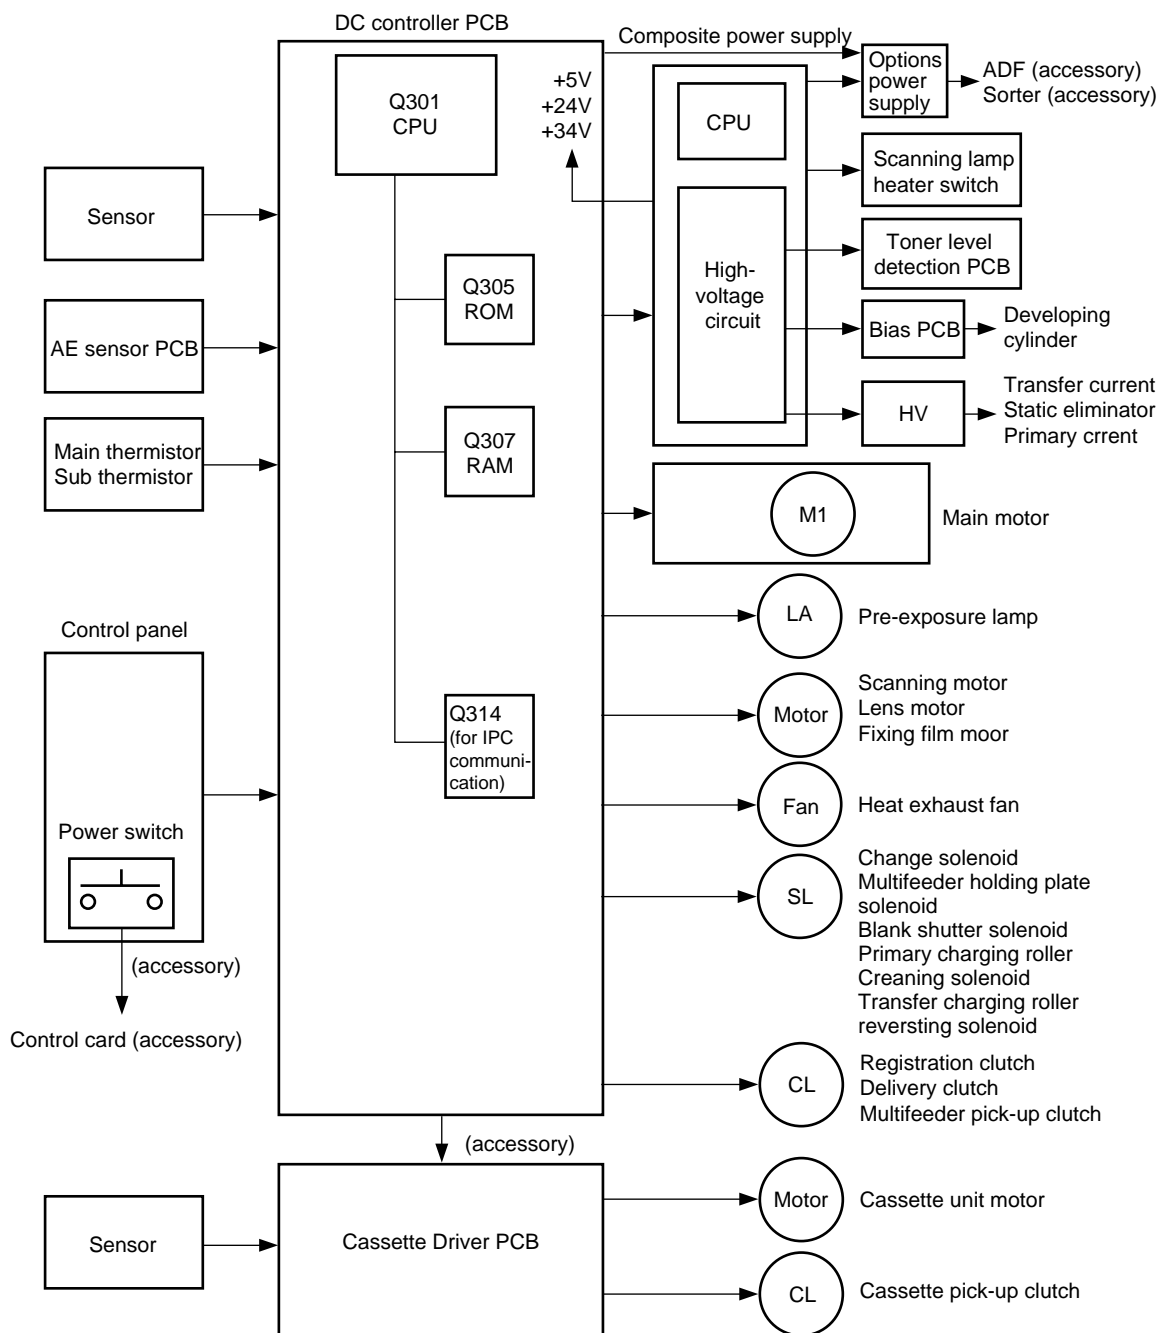 DC controller PCB
Composite power supply
Q301
CPU
+5V
+24V
+34V
CPU
Options
power
supply
ADF (accessory)
Sorter (accessory)
Scanning lamp
heater switch
Sensor
High-
voltage
circuit
Toner level
detection PCB
Q305
ROM
AE sensor PCB
Bias PCB
Developing
cylinder
Main thermistor
Sub thermistor
Q307
RAM
HV
Transfer current
Static eliminator
Primary crrent
M1
Main motor
LA
Pre-exposure lamp
Control panel
Q314
(for IPC
communi-
cation)
Motor
Scanning motor
Lens motor
Fixing film moor
Fan
Heat exhaust fan
Power switch
SL
Change solenoid
Multifeeder holding plate
solenoid
Blank shutter solenoid
Primary charging roller
Creaning solenoid
Transfer charging roller
reversting solenoid
(accessory)
Control card (accessory)
CL
Registration clutch
Delivery clutch
Multifeeder pick-up clutch
(accessory)
Sensor
Cassette Driver PCB
Motor
Cassette unit motor
CL
Cassette pick-up clutch